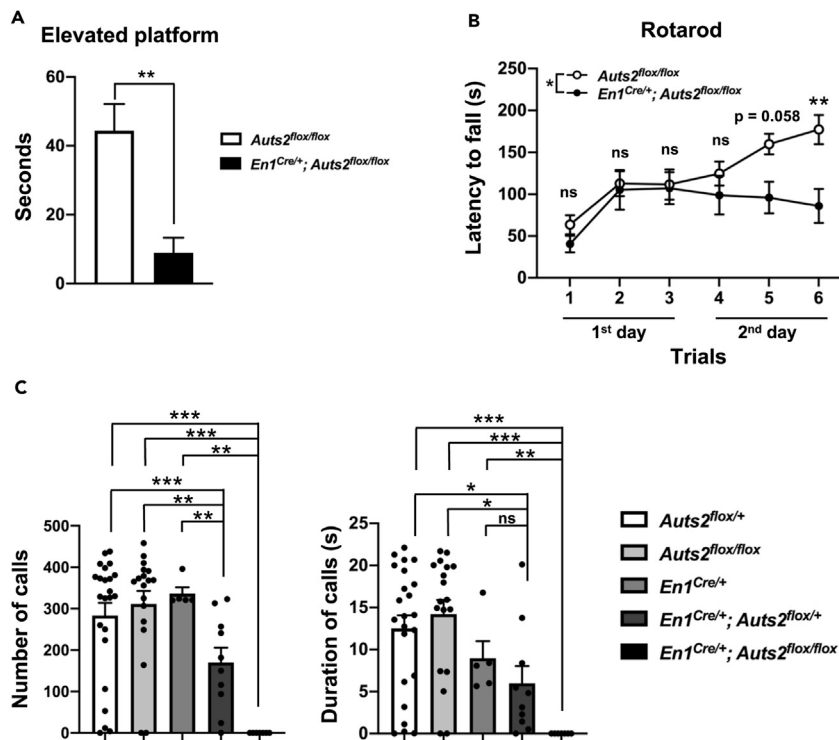 A
Elevated platform
**
60
40
20
0
Seconds
Auts2flox/flox
En1Cre/+; Auts2flox/flox
B
Rotarod
250
200
150
100
50
0
Latency to fall (s)
*
Auts2flox/flox
En1Cre/+; Auts2flox/flox
ns
ns
ns
ns
p = 0.058
**
1 2 3 4 5 6
1st day 2nd day
Trials
C
***
***
**
***
**
**
500
400
300
200
100
0
Number of calls
***
***
**
*
*
ns
25
20
15
10
5
0
Duration of calls (s)
Auts2flox/+
Auts2flox/flox
En1Cre/+
En1Cre/+; Auts2flox/+
En1Cre/+; Auts2flox/flox